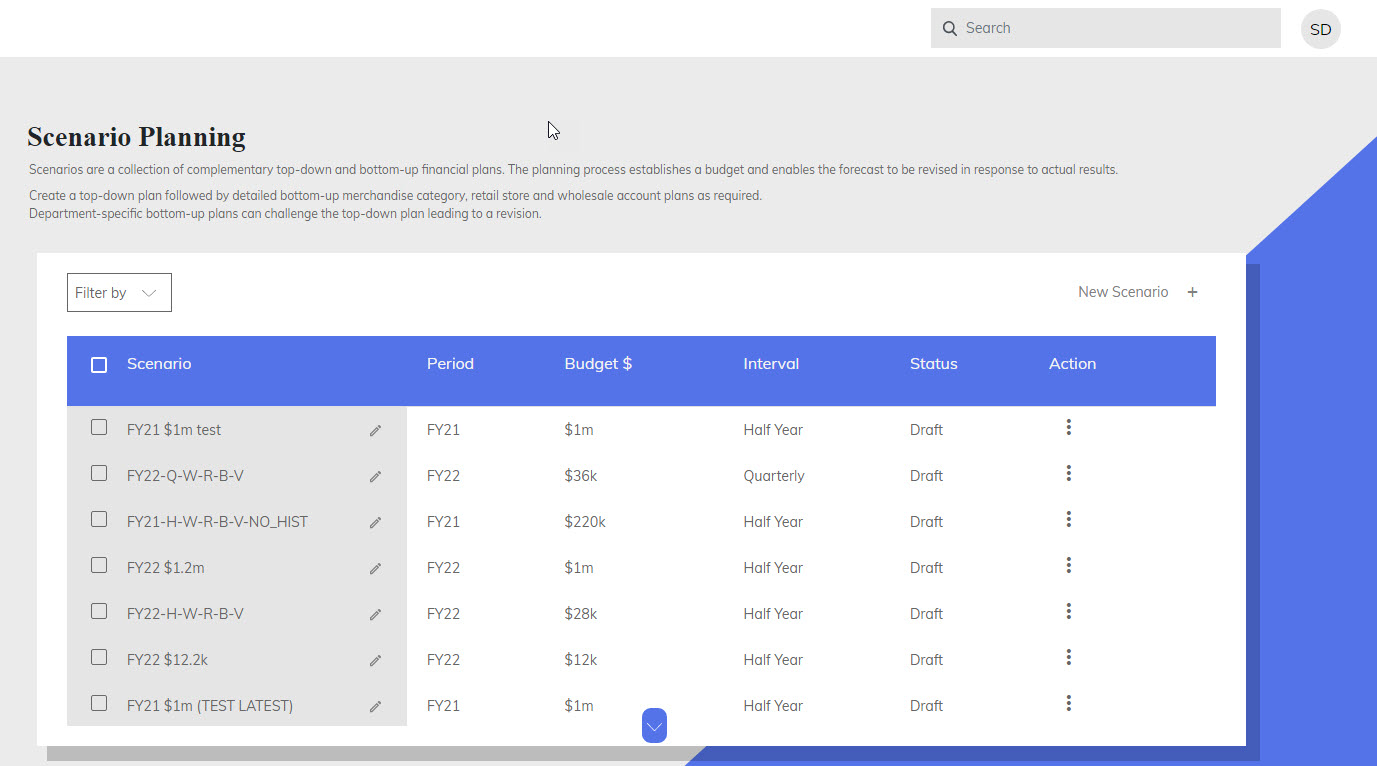 Search
SD
Scenario Planning
Scenarios are a collection of complementary top-down and bottom-up financial plans. The planning process establishes a budget and enables the forecast to be revised in response to actual results.
Create a top-down plan followed by detailed bottom-up merchandise category, retail store and wholesale account plans as required.
Department-specific bottom-up plans can challenge the top-down plan leading to a revision.
Filter by
New Scenario +
Scenario Period Budget $ Interval Status Action
FY21 $1m test FY21 $1m Half Year Draft
FY22-Q-W-R-B-V FY22 $36k Quarterly Draft
FY21-H-W-R-B-V-NO_HIST FY21 $220k Half Year Draft
FY22 $1.2m FY22 $1m Half Year Draft
FY22-H-W-R-B-V FY22 $28k Half Year Draft
FY22 $12.2k FY22 $12k Half Year Draft
FY21 $1m (TEST LATEST) FY21 $1m Half Year Draft